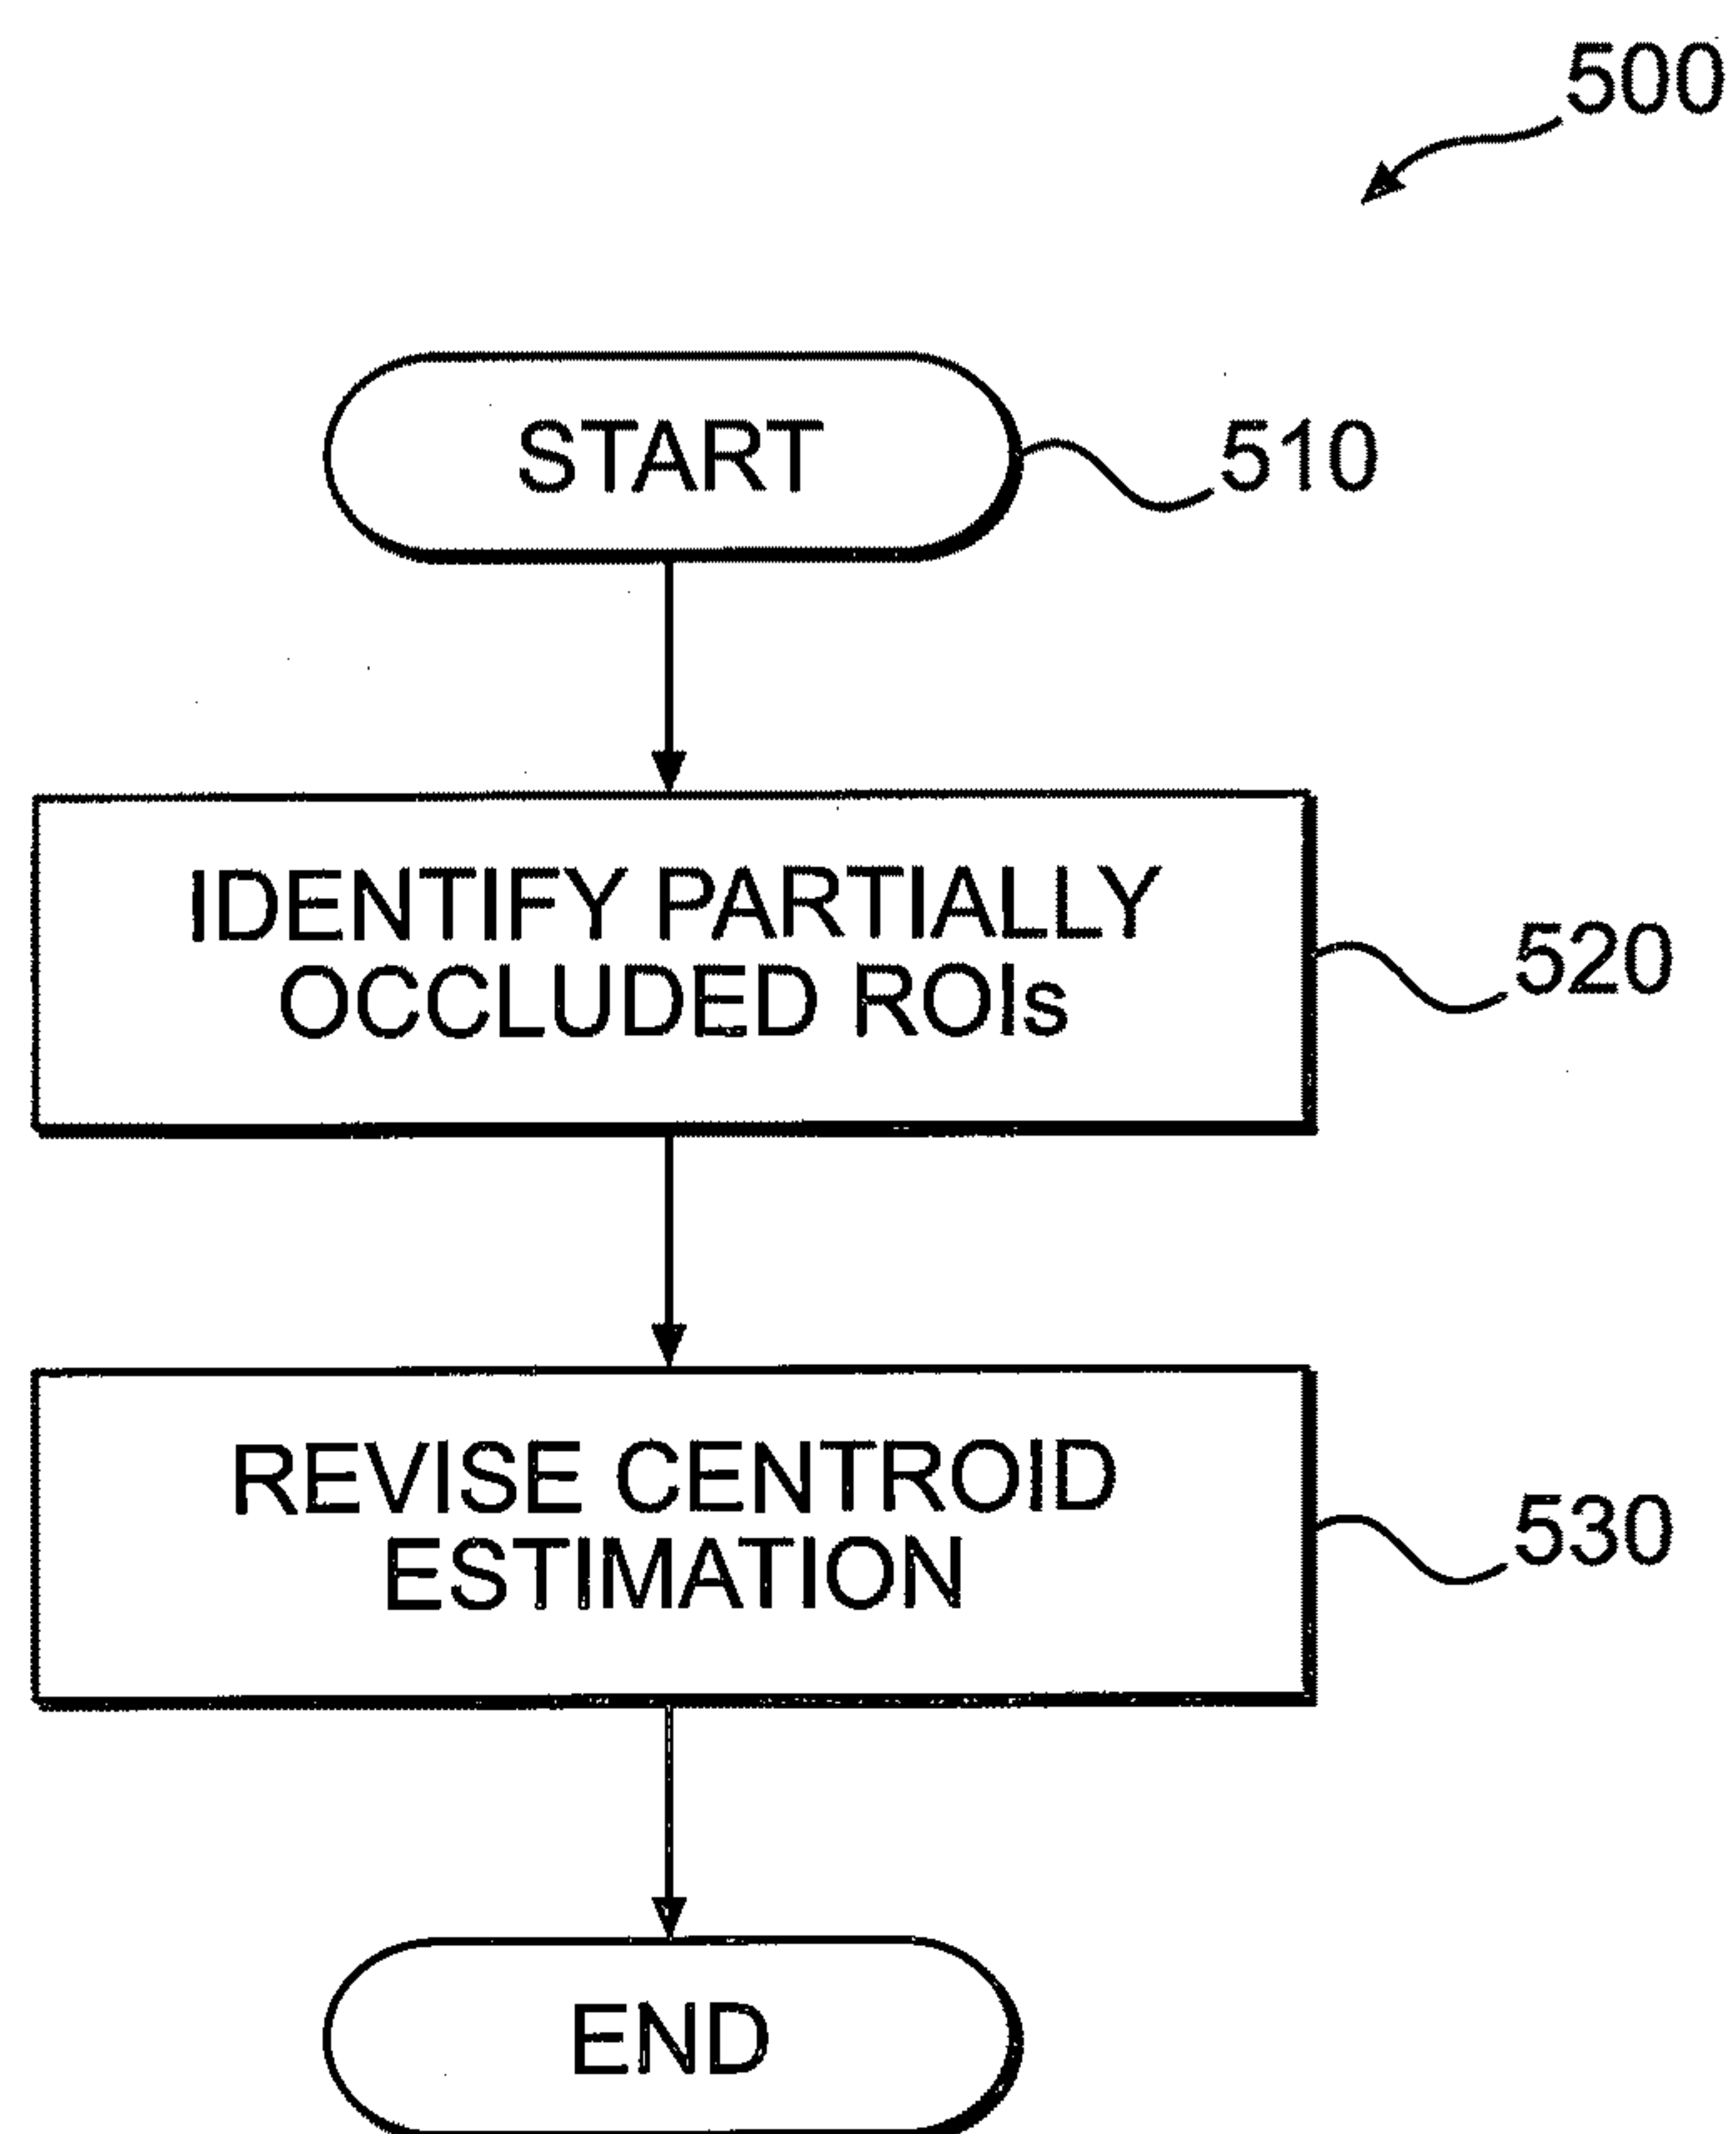 500
START
510
IDENTIFY PARTIALLY
OCCLUDED ROIs
520
REVISE CENTROID
ESTIMATION
530
END